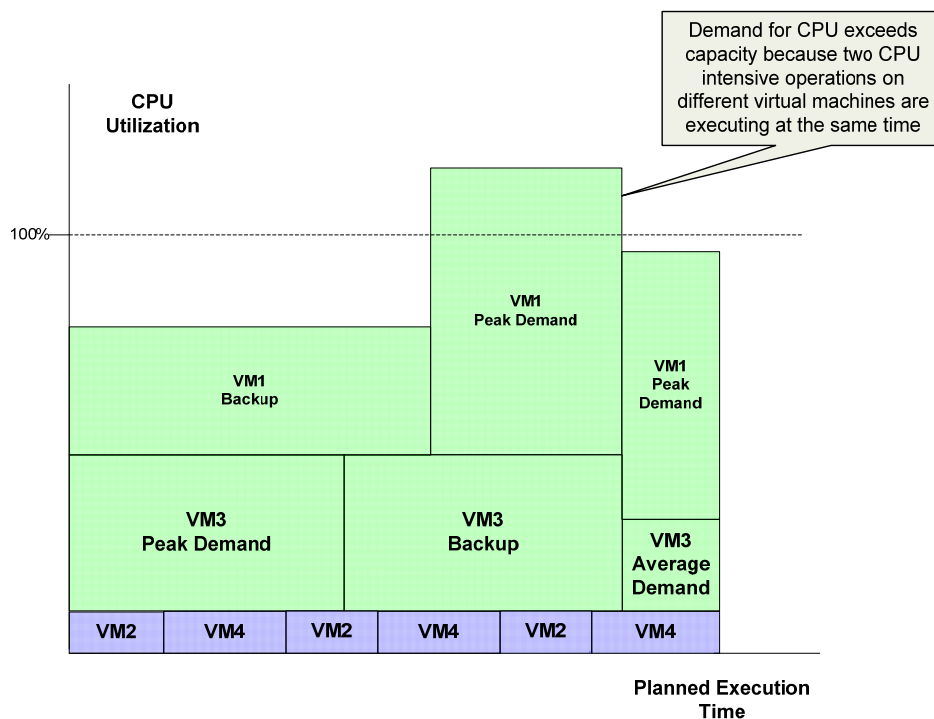 Demand for CPU exceeds
capacity because two CPU
intensive operations on
different virtual machines are
executing at the same time
CPU
Utilization
100%
VM1
Peak Demand
VM1
Backup
VM1
Peak
Demand
VM3
Peak Demand
VM3
Backup
VM3
Average
Demand
VM2
VM4
VM2
VM4
VM2
VM4
Planned Execution
Time